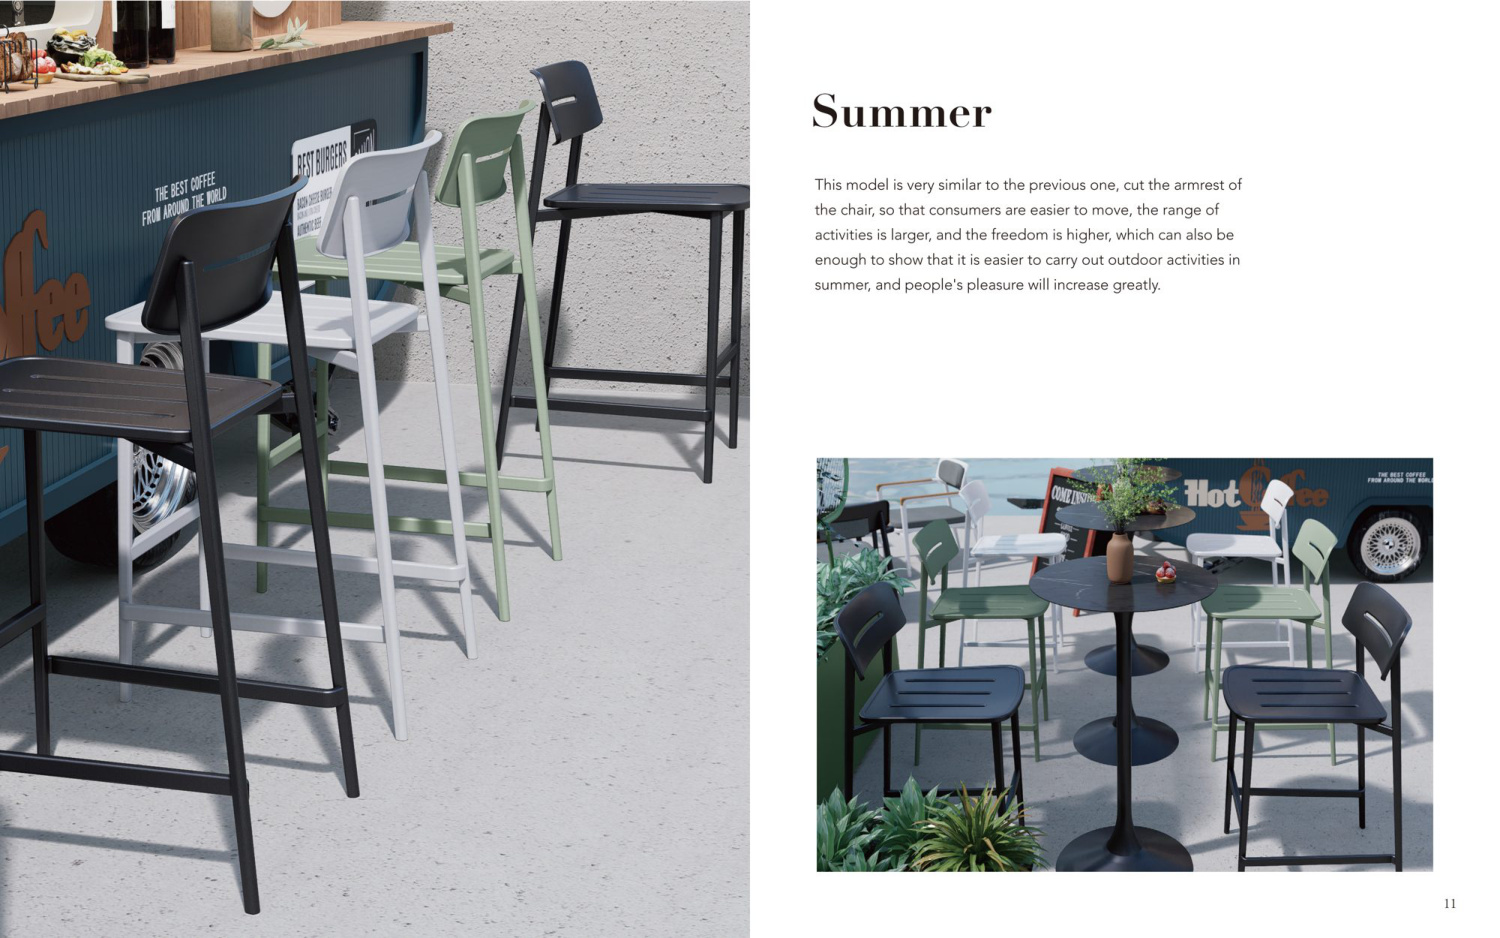 THE BEST COFFEE
FROM AROUND THE WORLD
BEST BURGERS
Summer
This model is very similar to the previous one, cut the armrest of
the chair, so that consumers are easier to move, the range of
activities is larger, and the freedom is higher, which can also be
enough to show that it is easier to carry out outdoor activities in
summer, and people's pleasure will increase greatly.
COME INSIDE
Hot
THE BEST COFFEE
FROM AROUND THE WORLD
11